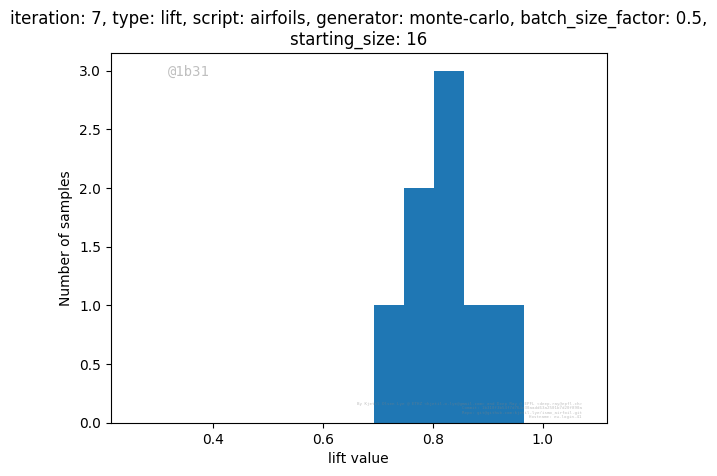 iteration: 7, type: lift, script: airfoils, generator: monte-carlo, batch_size_factor: 0.5,
starting_size: 16
@1b31
3.0
2.5
2.0
1.5
1.0
0.5
0.0
Number of samples
0.4 0.6 0.8 1.0
lift value